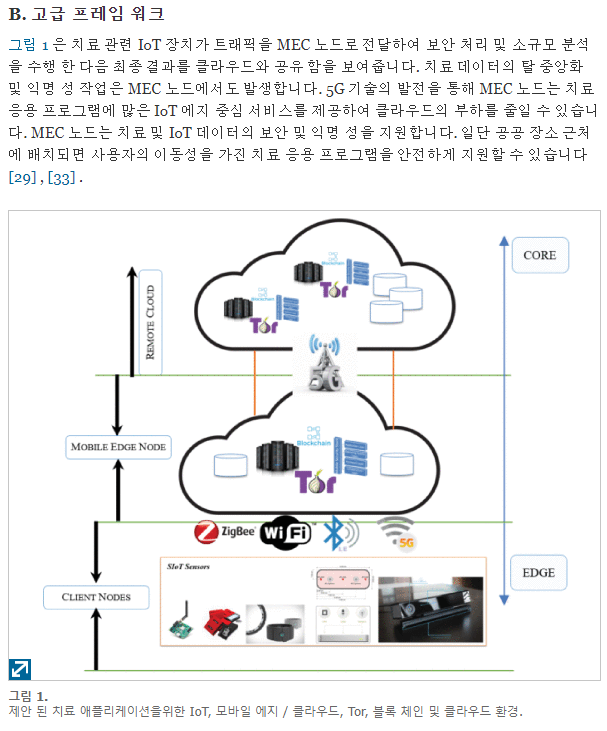 B. 고급 프레임 워크
그림 1 은 치료 관련 IoT 장치가 트래픽을 MEC 노드로 전달하여 보안 처리 및 소규모 분석
을 수행 한 다음 최종 결과를 클라우드와 공유 함을 보여줍니다. 치료 데이터의 탈 중앙화
및 익명 성 작업은 MEC 노드에서도 발생합니다. 5G 기술의 발전을 통해 MEC 노드는 치료
응용 프로그램에 많은 IoT 에지 중심 서비스를 제공하여 클라우드의 부하를 줄일 수 있습니
다. MEC 노드는 치료 및 IoT 데이터의 보안 및 익명 성을 지원합니다. 일단 공공 장소 근처
에 배치되면 사용자의 이동성을 가진 치료 응용 프로그램을 안전하게 지원할 수 있습니다
[29] , [33] .
CORE
Blockchain
Tor
Blockchain
Tor
REMOTE CLOUD
5G
MOBILE EDGE NODE
Blockchain
Tor
ZigBee® WiFi™ LE 5G
SIoT Sensors
EDGE
CLIENT NODES
그림 1.
제안 된 치료 애플리케이션을위한 IoT, 모바일 에지 / 클라우드, Tor, 블록 체인 및 클라우드 환경.